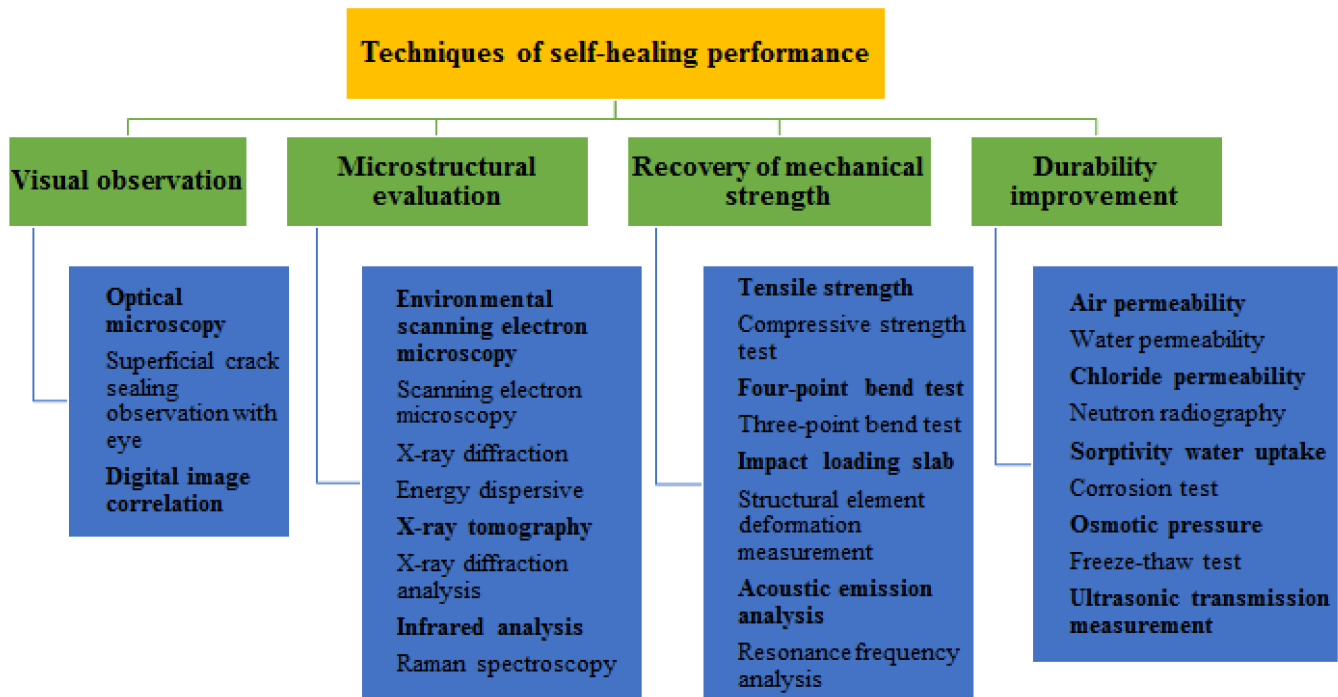 Techniques of self-healing performance
Visual observation
Microstructural
evaluation
Recovery of mechanical
strength
Durability
improvement
Optical
microscopy
Superficial crack
sealing
observation with
eye
Digital image
correlation
Environmental
scanning electron
microscopy
Scanning electron
microscopy
X-ray diffraction
Energy dispersive
X-ray tomography
X-ray diffraction
analysis
Infrared analysis
Raman spectroscopy
Tensile strength
Compressive strength
test
Four-point bend test
Three-point bend test
Impact loading slab
Structural element
deformation
measurement
Acoustic emission
analysis
Resonance frequency
analysis
Air permeability
Water permeability
Chloride permeability
Neutron radiography
Sorptivity water uptake
Corrosion test
Osmotic pressure
Freeze-thaw test
Ultrasonic transmission
measurement